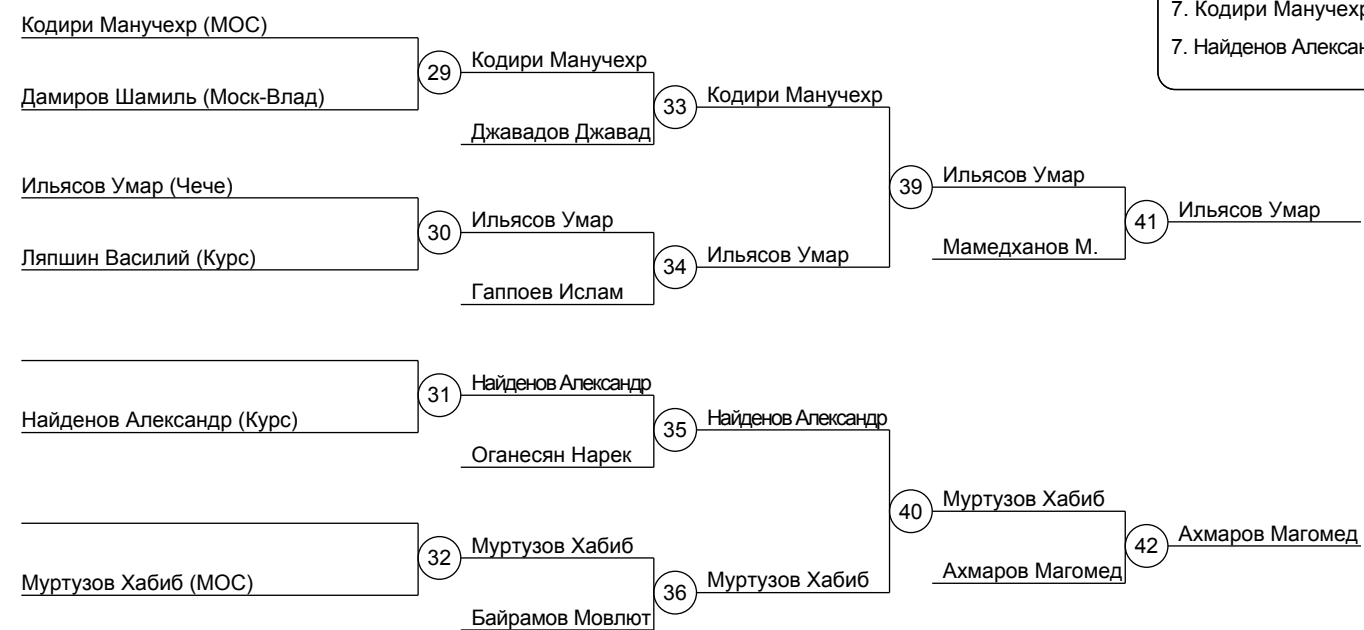 7. Кодири Манучехр
7. Найденов Алексан
Кодири Манучехр (МОС)
29
Кодири Манучехр
Дамиров Шамиль (Моск-Влад)
33
Кодири Манучехр
Джавадов Джавад
39
Ильясов Умар
Ильясов Умар (Чече)
30
Ильясов Умар
41
Ильясов Умар
Ляпшин Василий (Курс)
34
Ильясов Умар
Мамедханов М.
Гаппоев Ислам
31
Найденов Александр
Найденов Александр (Курс)
35
Найденов Александр
Оганесян Нарек
40
Муртузов Хабиб
32
Муртузов Хабиб
42
Ахмаров Магомед
Муртузов Хабиб (МОС)
36
Муртузов Хабиб
Ахмаров Магомед
Байрамов Мовлют